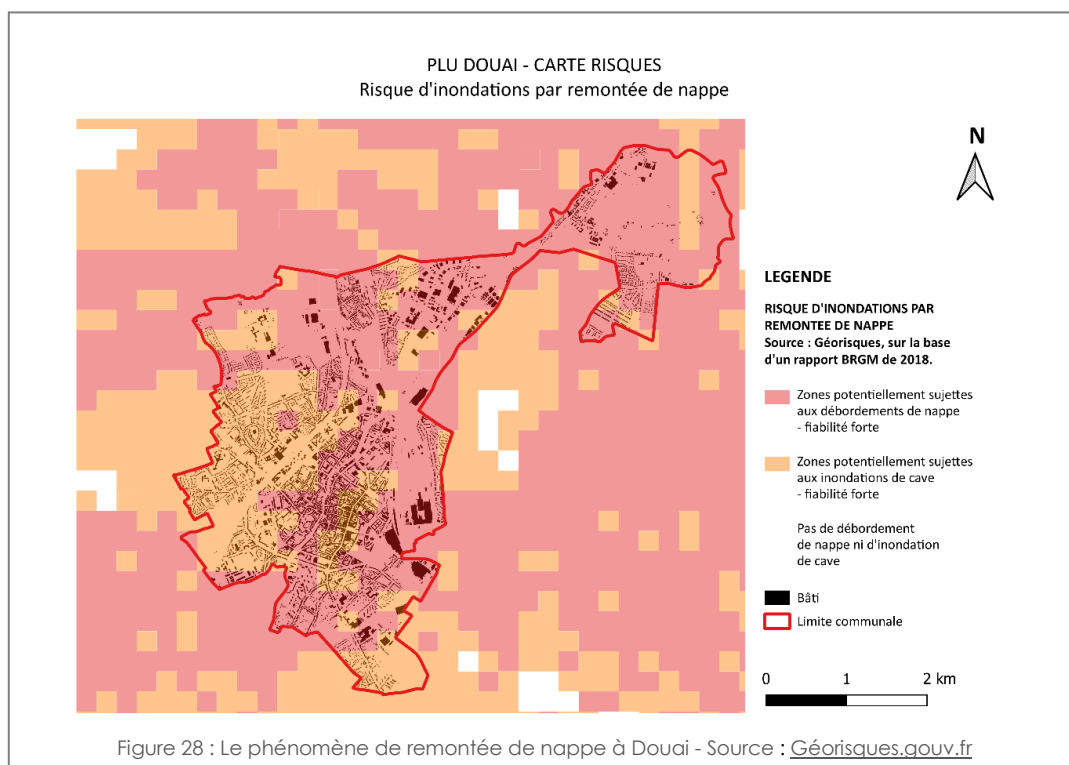 PLU DOUAI - CARTE RISQUES
Risque d'inondations par remontée de nappe
N
LEGENDE
RISQUE D'INONDATIONS PAR
REMONTEE DE NAPPE
Source : Géorisques, sur la base
d'un rapport BRGM de 2018.
Zones potentiellement sujettes
aux débordements de nappe
- fiabilité forte
Zones potentiellement sujettes
aux inondations de cave
- fiabilité forte
Pas de débordement
de nappe ni d'inondation
de cave
Bâti
Limite communale
0 1 2 km
Figure 28 : Le phénomène de remontée de nappe à Douai - Source : Géorisques.gouv.fr